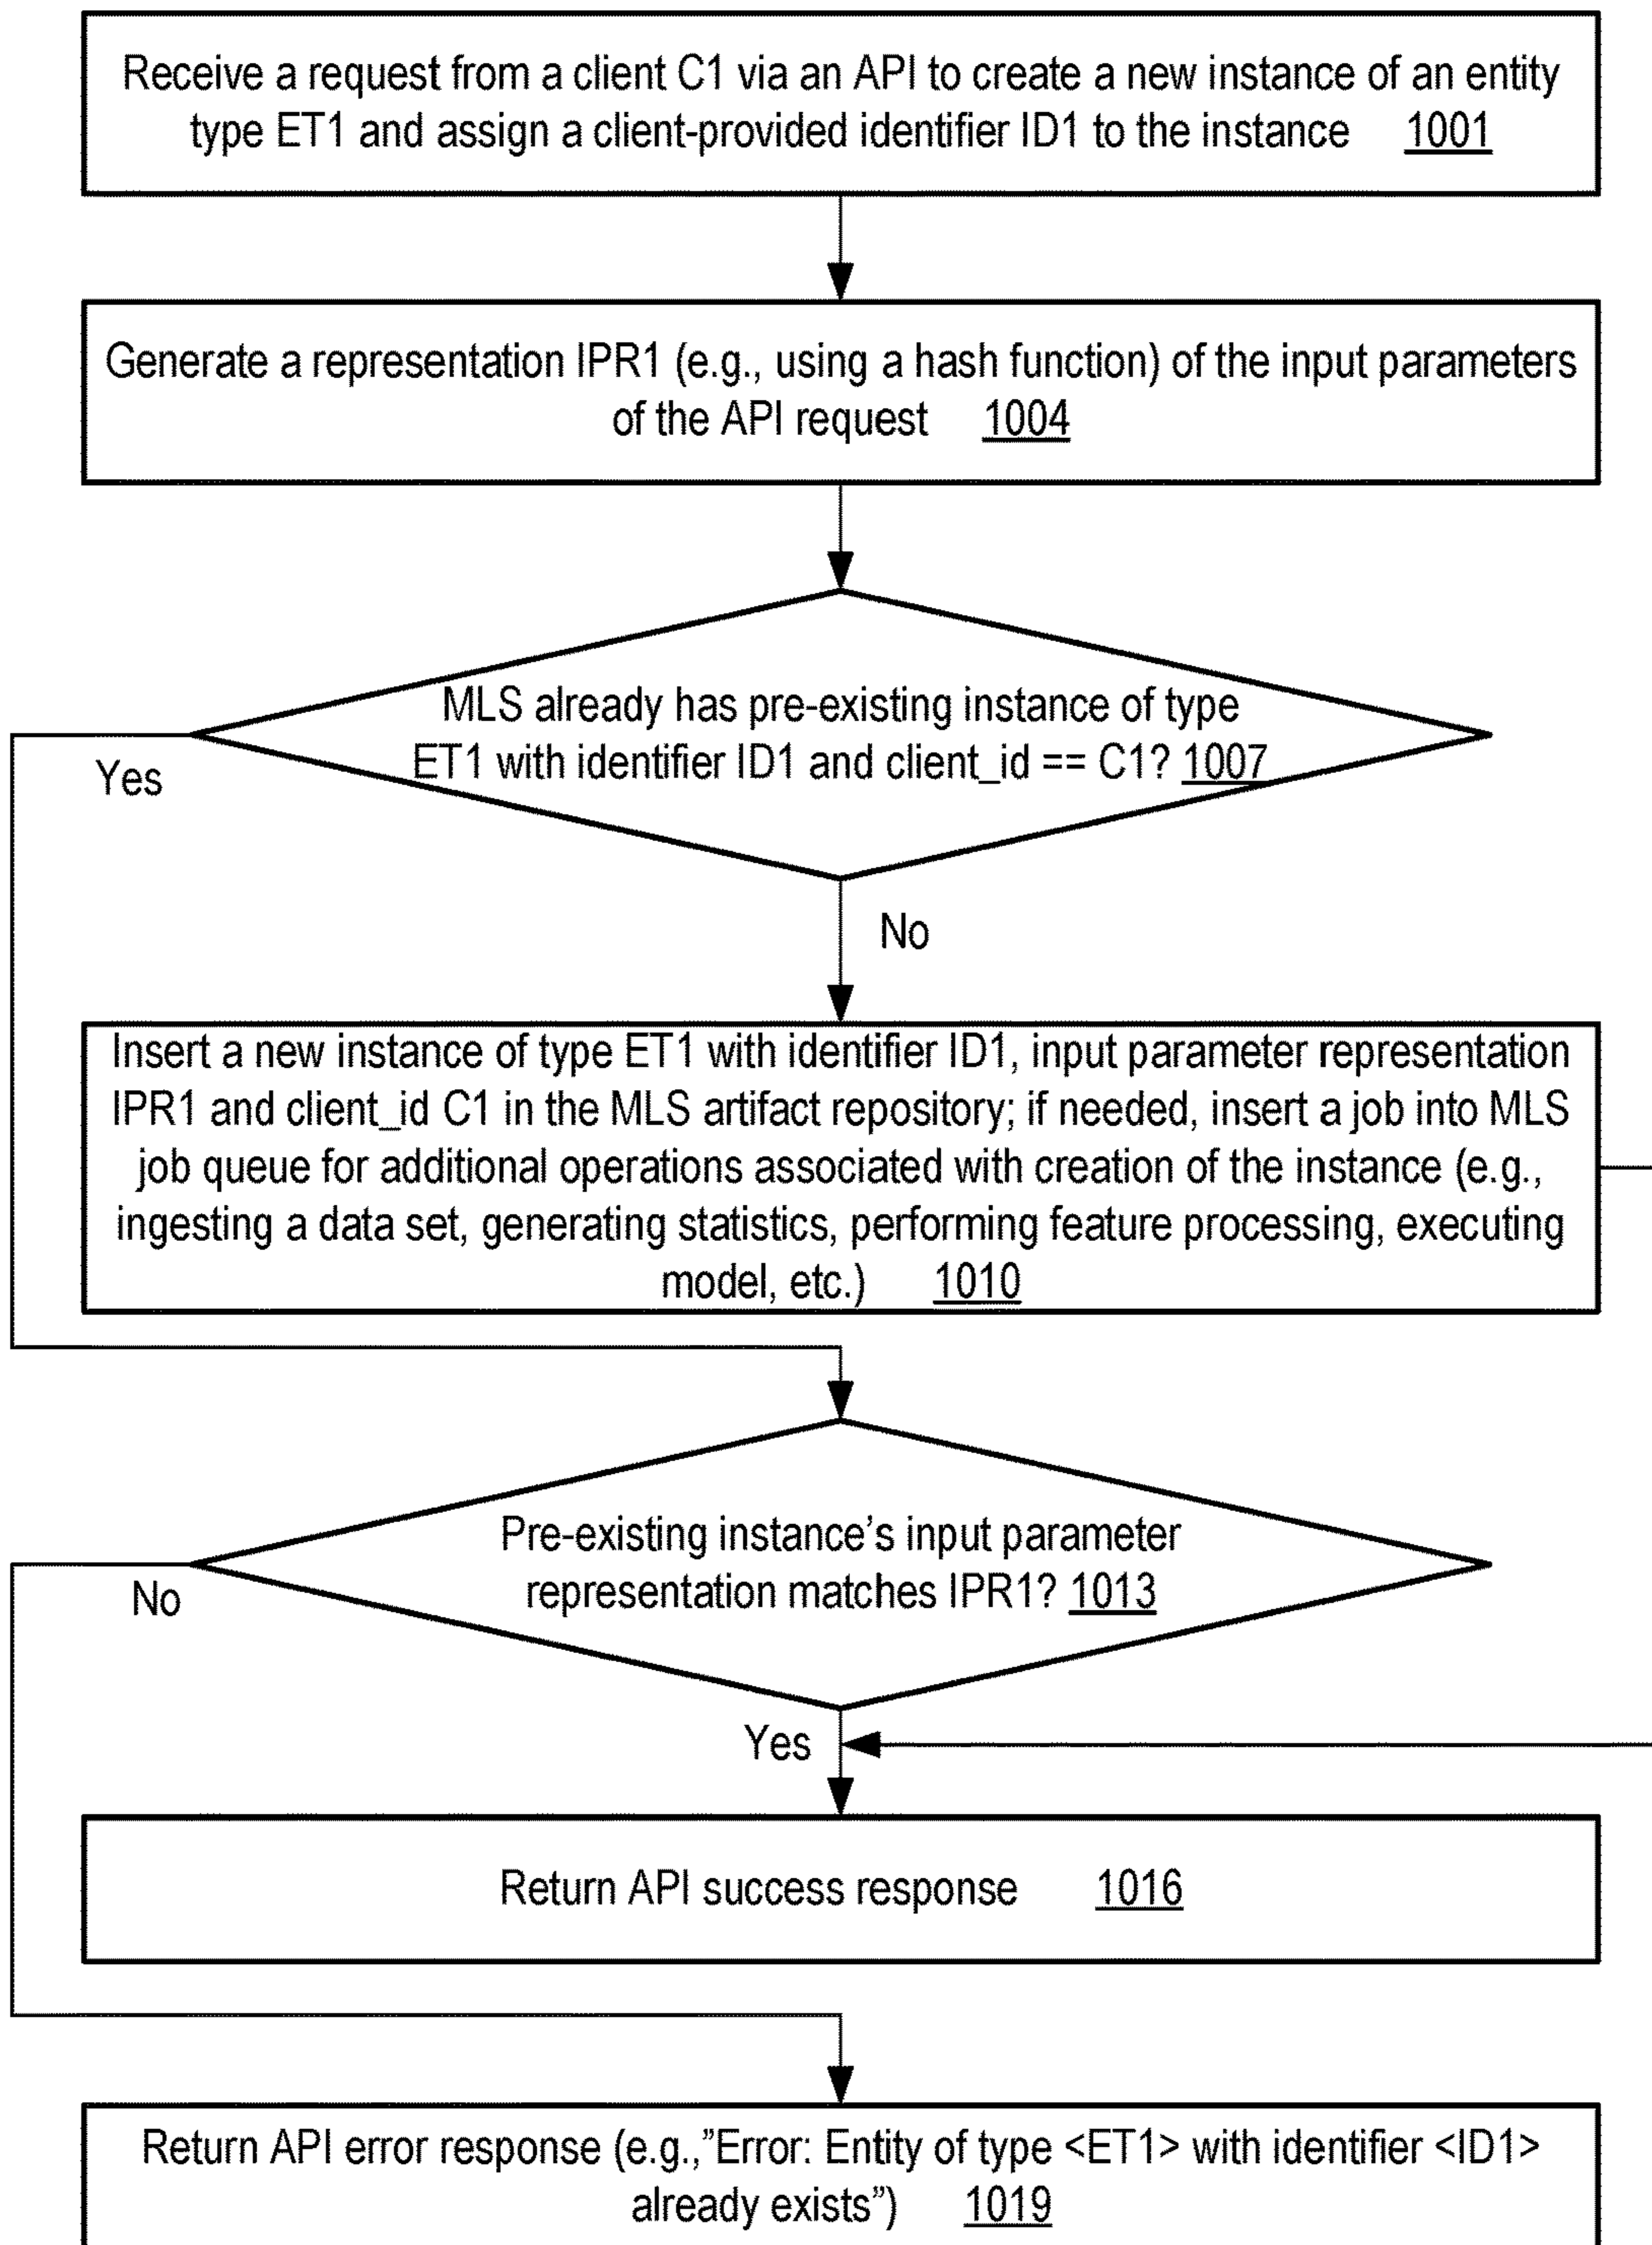 Receive a request from a client C1 via an API to create a new instance of an entity
type ET1 and assign a client-provided identifier ID1 to the instance 1001
Generate a representation IPR1 (e.g., using a hash function) of the input parameters
of the API request 1004
MLS already has pre-existing instance of type
ET1 with identifier ID1 and client_id == C1? 1007
Yes
No
Insert a new instance of type ET1 with identifier ID1, input parameter representation
IPR1 and client_id C1 in the MLS artifact repository; if needed, insert a job into MLS
job queue for additional operations associated with creation of the instance (e.g.,
ingesting a data set, generating statistics, performing feature processing, executing
model, etc.) 1010
Pre-existing instance’s input parameter
representation matches IPR1? 1013
No
Yes
Return API success response 1016
Return API error response (e.g.,”Error: Entity of type <ET1> with identifier <ID1>
already exists”) 1019